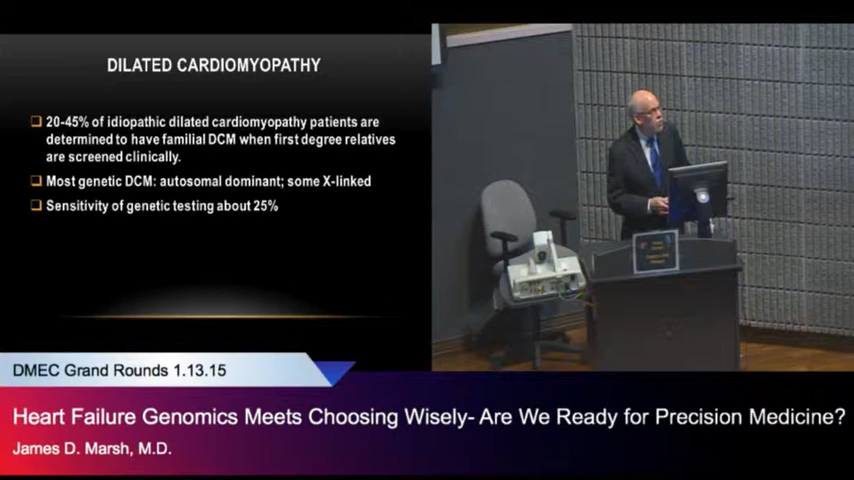 DILATED CARDIOMYOPATHY
❑ 20-45% of idiopathic dilated cardiomyopathy patients are
determined to have familial DCM when first degree relatives
are screened clinically.
❑ Most genetic DCM: autosomal dominant; some X-linked
❑ Sensitivity of genetic testing about 25%
DMEC Grand Rounds 1.13.15
Heart Failure Genomics Meets Choosing Wisely- Are We Ready for Precision Medicine?
James D. Marsh, M.D.